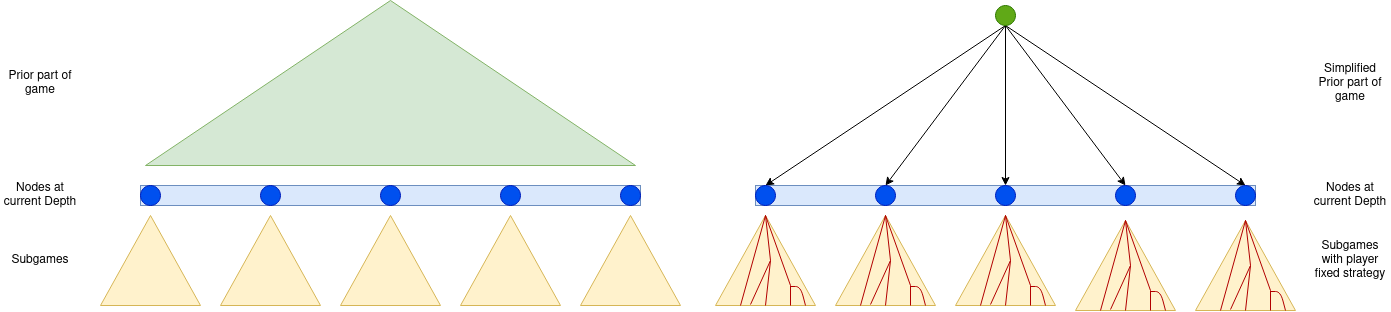 Prior part of
game
Nodes at
current Depth
Subgames
Simplified
Prior part of
game
Nodes at
current Depth
Subgames
with player
fixed strategy